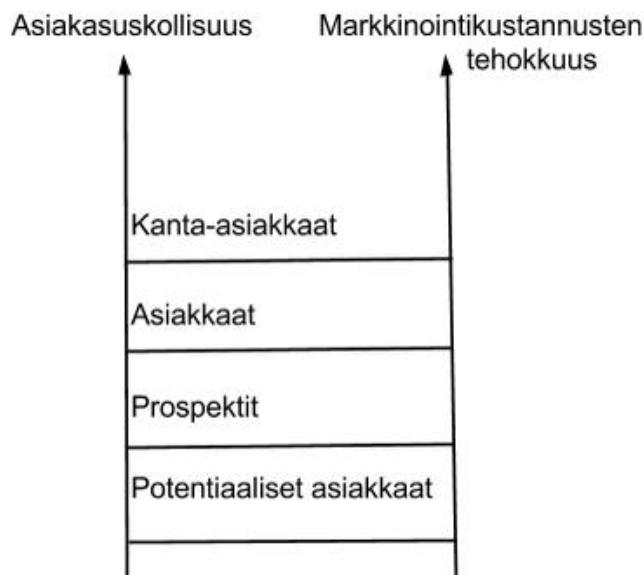 Asiakasuskollisuus
Markkinointikustannusten
tehokkuus
Kanta-asiakkaat
Asiakkaat
Prospektit
Potentiaaliset asiakkaat